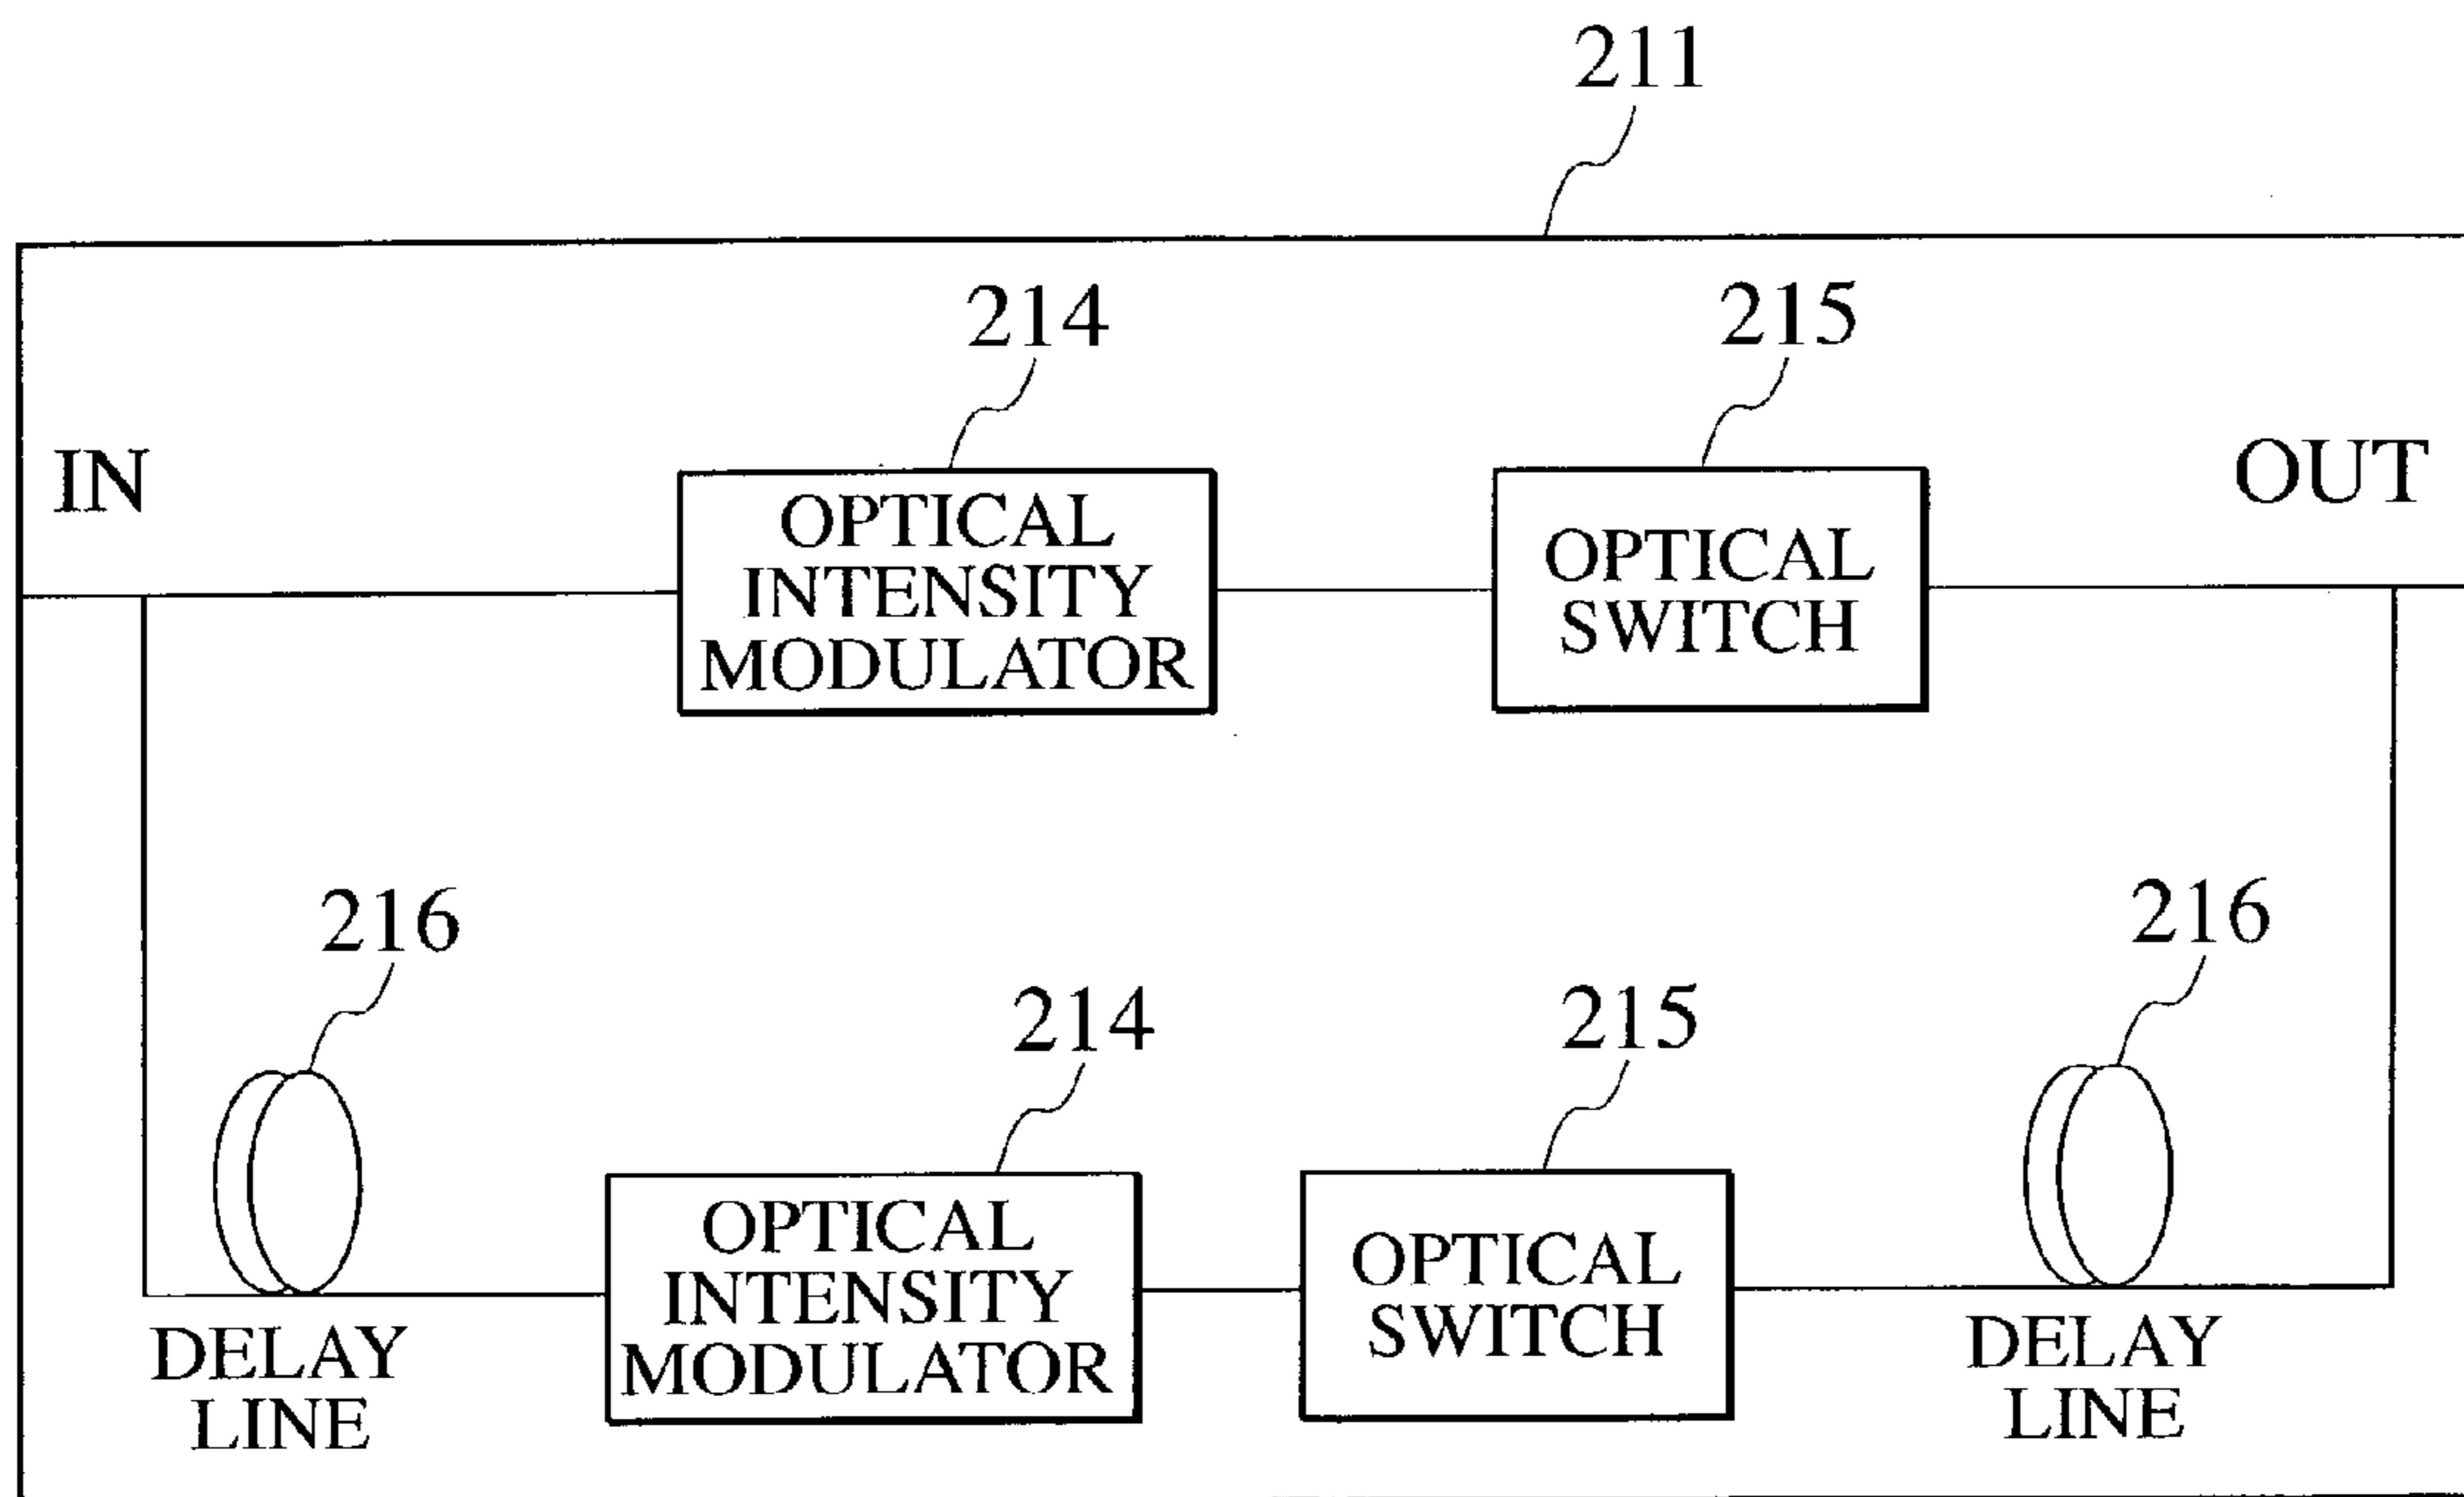 211
214
215
IN
OUT
OPTICAL
INTENSITY
MODULATOR
OPTICAL
SWITCH
216
216
214
215
OPTICAL
INTENSITY
MODULATOR
OPTICAL
SWITCH
DELAY
LINE
DELAY
LINE